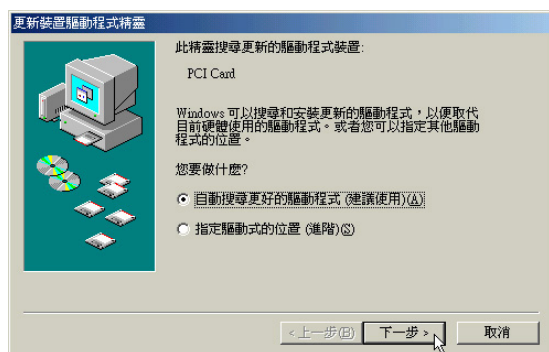 更新裝置驅動程式精靈
此精靈搜尋更新的驅動程式裝置:
PCI Card
Windows 可以搜尋和安裝更新的驅動程式，以便取代
目前硬體使用的驅動程式。或者您可以指定其他驅動
程式的位置。
您要做什麼?
自動搜尋更好的驅動程式 (建議使用)(A)
指定驅動式的位置 (進階)(S)
<上一步(B)
下一步 >
取消